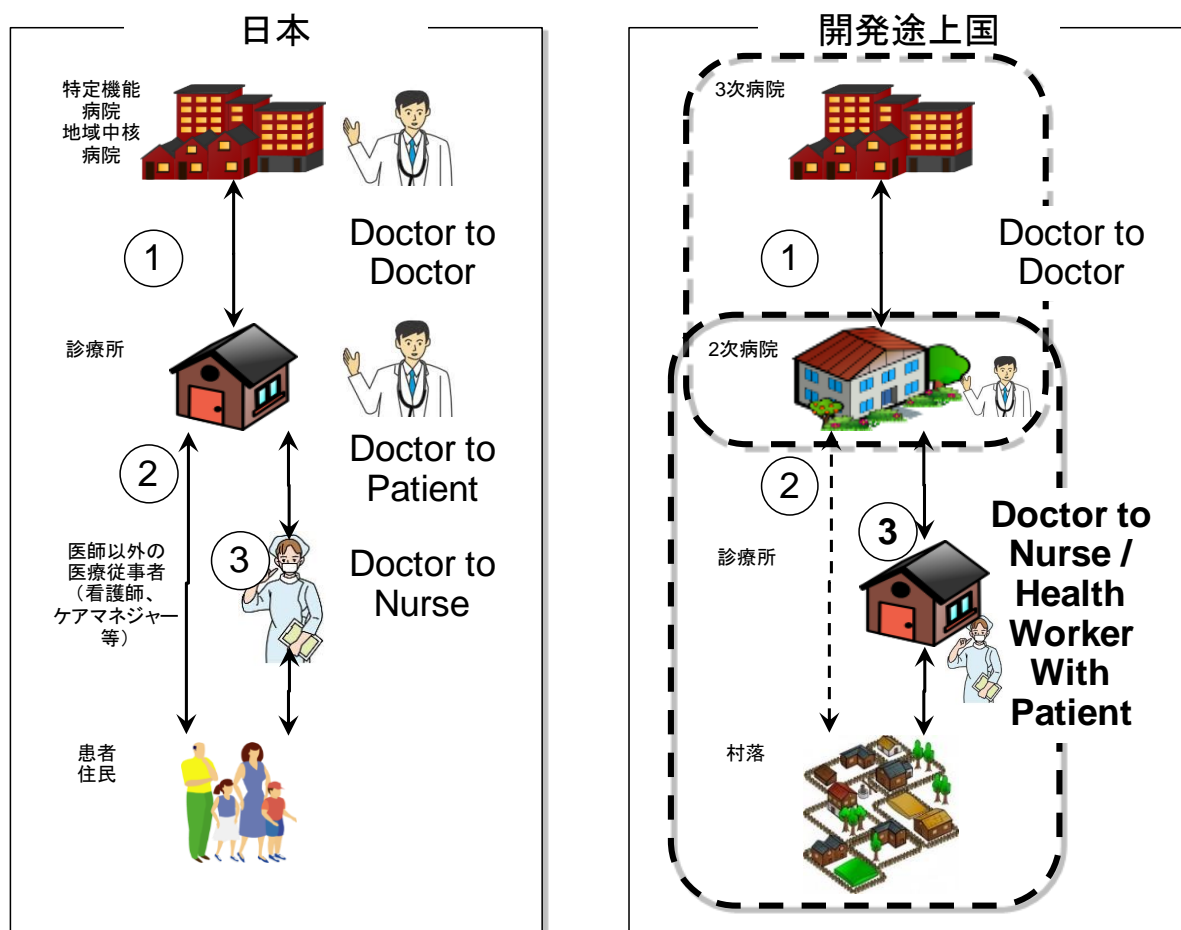 日本
特定機能
病院
地域中核
病院
1
Doctor to
Doctor
診療所
2
Doctor to
Patient
医師以外の
医療従事者
（看護師、
ケアマネジャー
等）
3
Doctor to
Nurse
患者
住民
開発途上国
3次病院
1
Doctor to
Doctor
2次病院
2
診療所
3
Doctor to
Nurse /
Health
Worker
With
Patient
村落